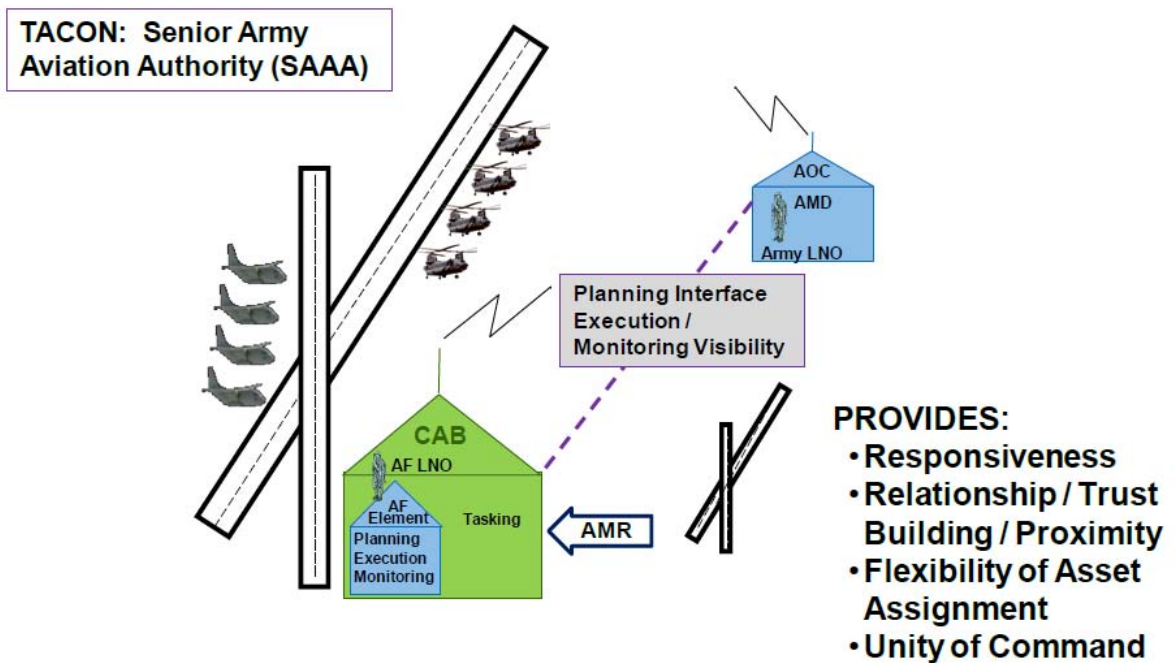 TACON: Senior Army
Aviation Authority (SAAA)
AOC
AMD
Army LNO
Planning Interface
Execution /
Monitoring Visibility
CAB
AF LNO
AF
Element
Planning
Execution
Monitoring
Tasking
AMR
PROVIDES:
• Responsiveness
• Relationship / Trust
Building / Proximity
• Flexibility of Asset
Assignment
• Unity of Command